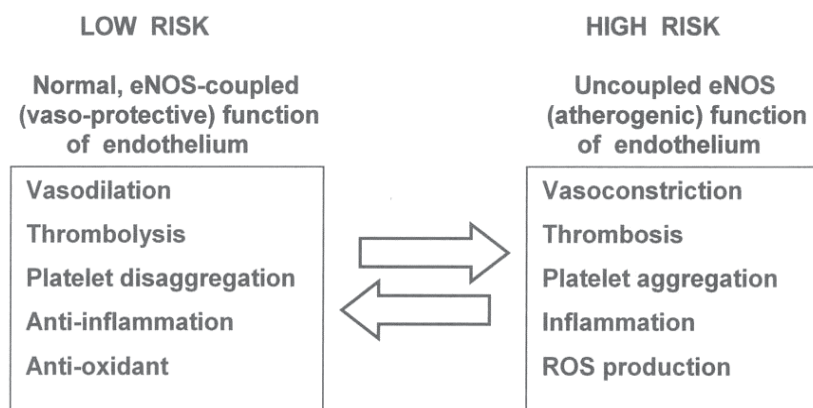 LOW RISK
Normal, eNOS-coupled
(vaso-protective) function
of endothelium
Vasodilation
Thrombolysis
Platelet disaggregation
Anti-inflammation
Anti-oxidant
HIGH RISK
Uncoupled eNOS
(atherogenic) function
of endothelium
Vasoconstriction
Thrombosis
Platelet aggregation
Inflammation
ROS production